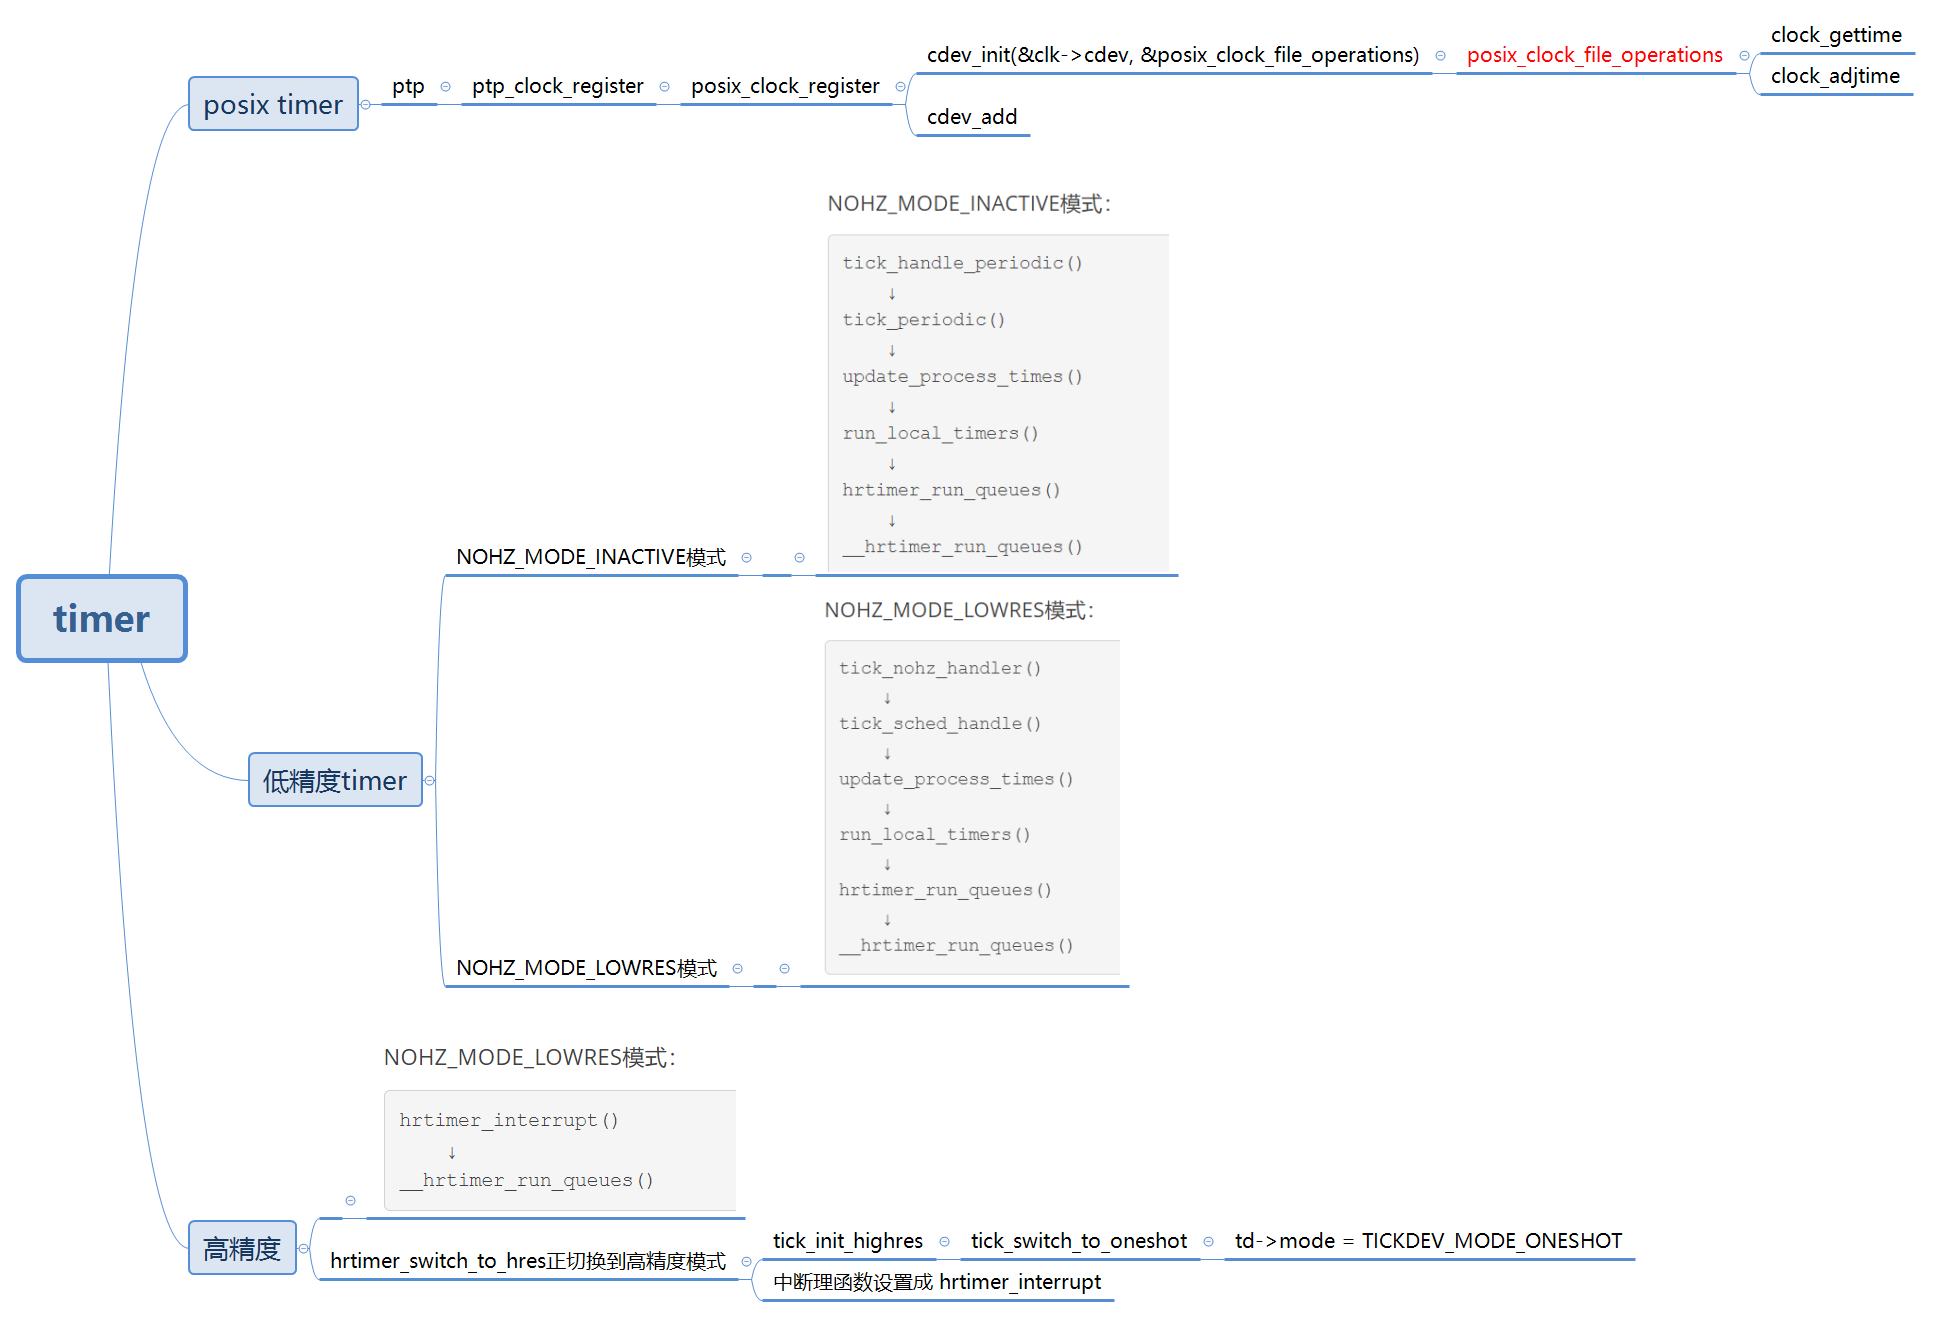 timer
posix timer
ptp
ptp_clock_register
posix_clock_register
cdev_init(&clk->cdev, &posix_clock_file_operations)
posix_clock_file_operations
clock_gettime
clock_adjtime
cdev_add
低精度timer
NOHZ_MODE_INACTIVE模式
NOHZ_MODE_INACTIVE模式：
tick_handle_periodic()
↓
tick_periodic()
↓
update_process_times()
↓
run_local_timers()
↓
hrtimer_run_queues()
↓
__hrtimer_run_queues()
NOHZ_MODE_LOWRES模式
NOHZ_MODE_LOWRES模式：
tick_nohz_handler()
↓
tick_sched_handle()
↓
update_process_times()
↓
run_local_timers()
↓
hrtimer_run_queues()
↓
__hrtimer_run_queues()
高精度
NOHZ_MODE_LOWRES模式：
hrtimer_interrupt()
↓
__hrtimer_run_queues()
hrtimer_switch_to_hres正切换到高精度模式
tick_init_highres
tick_switch_to_oneshot
td->mode = TICKDEV_MODE_ONESHOT
中断理函数设置成 hrtimer_interrupt